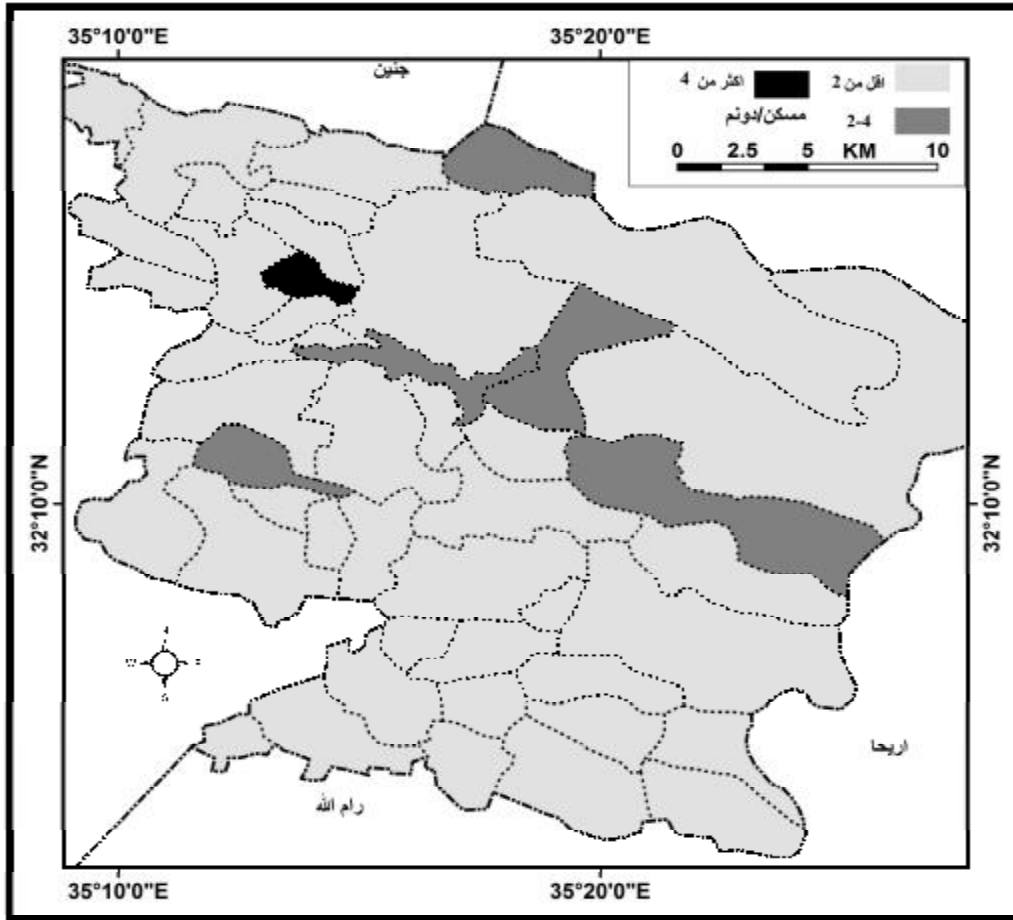 35°10'0"E 35°20'0"E
جنين
اقل من 2 اكثر من 4
2-4 مسكن/دونم
0 2.5 5 KM 10
32°10'0"N 32°10'0"N
W
S
اريحا
رام الله
35°10'0"E 35°20'0"E